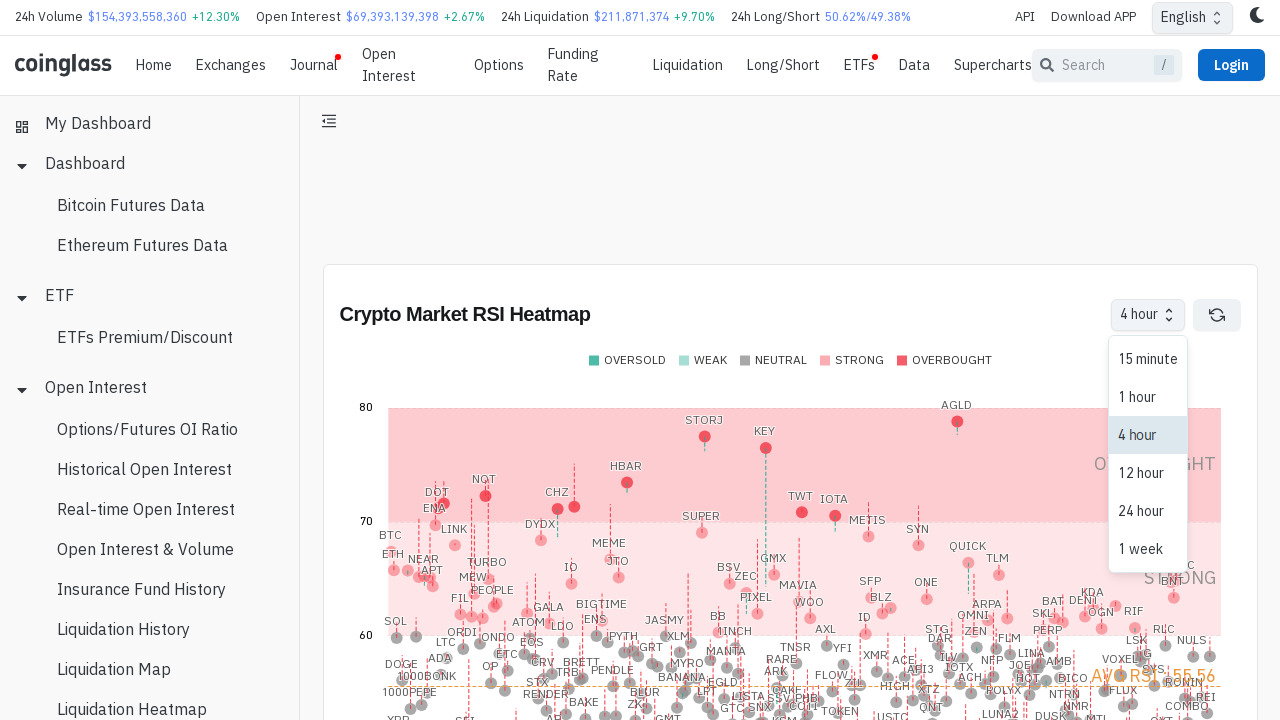 24h Volume $154,393,558,360 +12.30% Open Interest $69,393,139,398 +2.67% 24h Liquidation $211,871,374 +9.70% 24h Long/Short 50.62%/49.38% API Download APP English
coinglass Home Exchanges Journal Open Interest Options Funding Rate Liquidation Long/Short ETFs Data Supercharts Search / Login
My Dashboard
Dashboard
Bitcoin Futures Data
Ethereum Futures Data
ETF
ETFs Premium/Discount
Open Interest
Options/Futures OI Ratio
Historical Open Interest
Real-time Open Interest
Open Interest & Volume
Insurance Fund History
Liquidation History
Liquidation Map
Liquidation Heatmap
Crypto Market RSI Heatmap
4 hour
15 minute
1 hour
4 hour
12 hour
24 hour
1 week
OVERSOLD WEAK NEUTRAL STRONG OVERBOUGHT
80
AGLD
STORJ
KEY
HBAR
NOT
DOT CHZ TWT IOTA
ENA
SUPER METIS
70
DYDX LINK SYN
BTC
MEME QUICK
ETH NEAR GMX TLM
TURBO JTO
APT IO BSV
MEW ZEC SFP ONE BNT
PEOPLE MAVIA STRONG
FIL PIXEL WOO BLZ KDA
GALA BIGTIME ARPA BAT DENT
SOL ATOM ENS JASMY BB ID OMNI SKL OGN RIF
60
ORDI LDO 1INCH AXL STG ZEN PERP RLC
LTC ONDO EOS PYTH XLM YFI DAR FLM LSK NULS
ADA ETC GRT MANTA TNSR XMR ILV LINA
DOGE OP CRV BRETT MYRO RARE ACE NFP JOE AMB VOXEL
1000BONK TRB PENDLE BANANA ARK FLOW API3 IOTX ACH HOT DICO SYS AVG RSI : 55.56
STX EGLD ZIL HIGH XTZ RONIN
1000PEPE RENDER BLUR LPT LISTA CAKE SSV PHB POLYX NTRN FLUX REI
BAKE ZK GTC SNX COTI QNT NMR COMBO
XRP GMT TOKEN USTC LUNA2 DUSK MTL